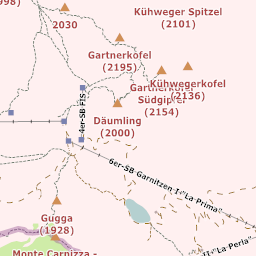 998)
2030
Kühweger Spitzel
(2101)
Gartnerkofel
(2195)
Kühwegerkofel
(2136)
Gartnerkofel
Südgipfel
(2154)
4er-SB FIS
Däumling
(2000)
6er-SB Garnitzen I "La Prima"
Gugga
(1928)
Monte Carnizza -
II "La Perla"